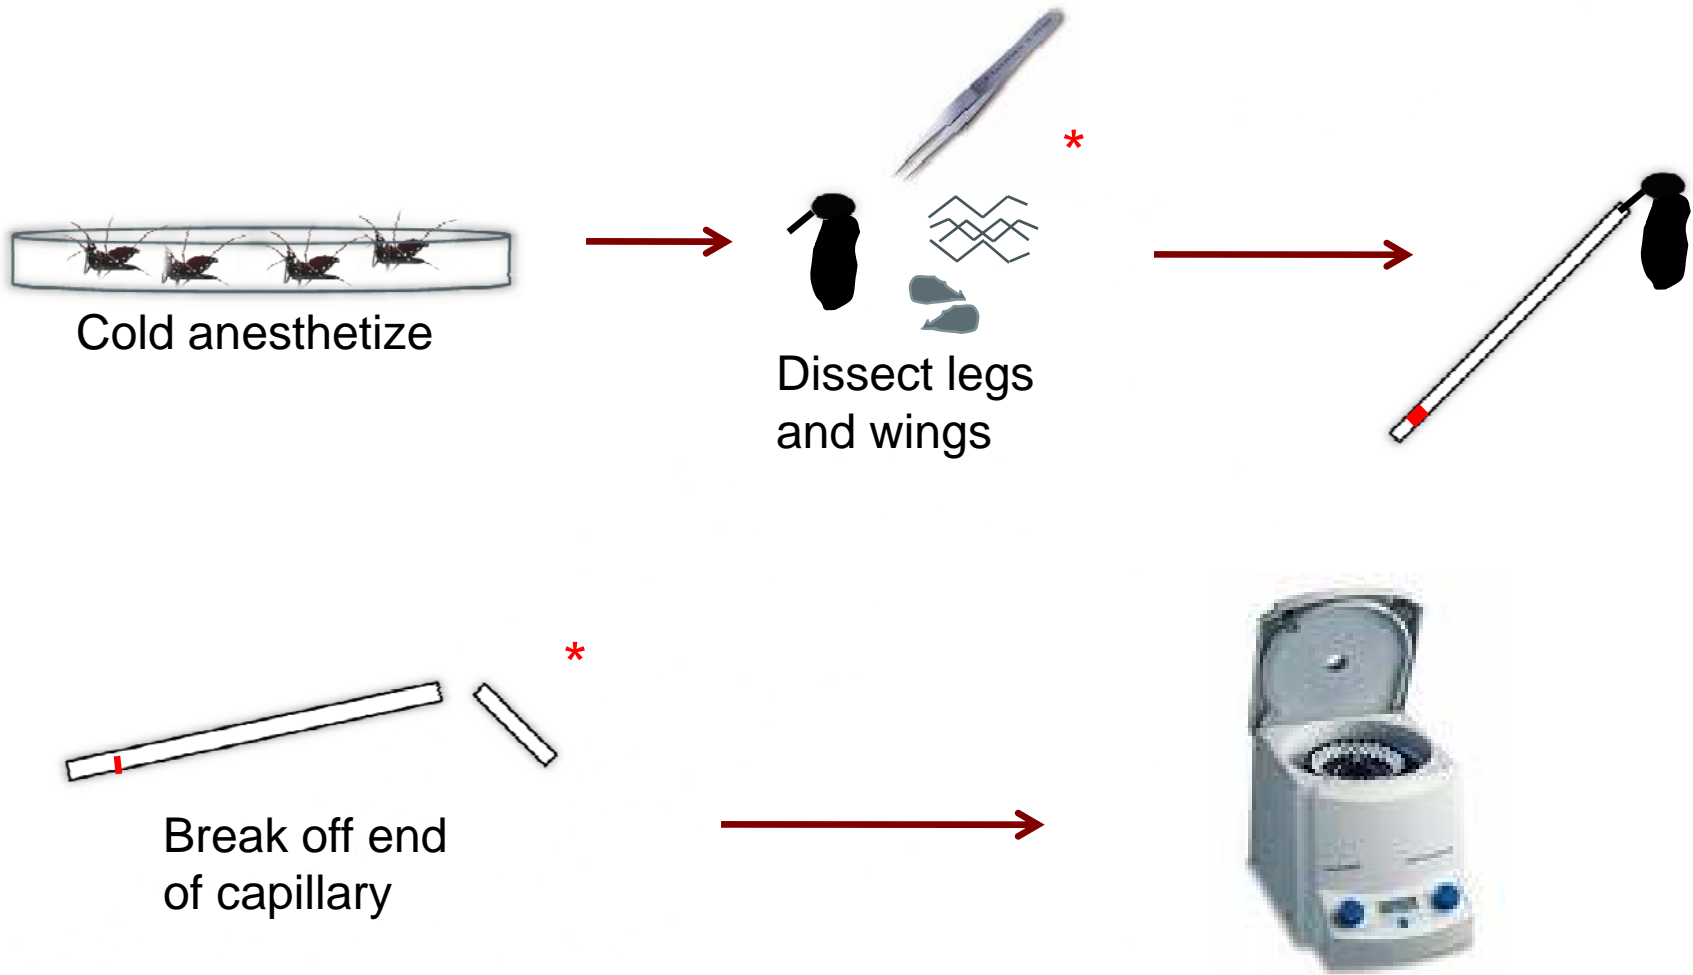 *
Cold anesthetize
Dissect legs
and wings
*
Break off end
of capillary